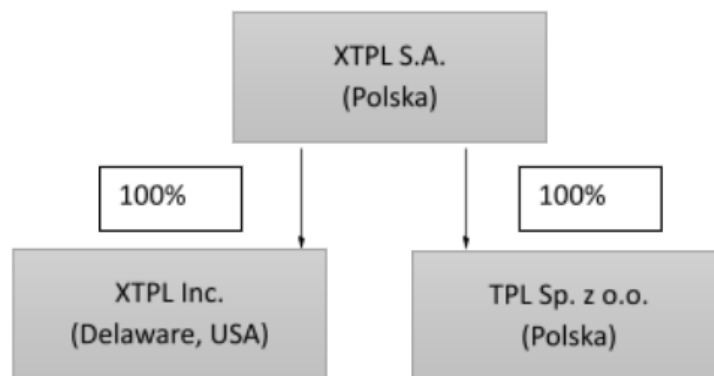 XTPL S.A.
(Polska)
100%
100%
XTPL Inc.
(Delaware, USA)
TPL Sp. z o.o.
(Polska)